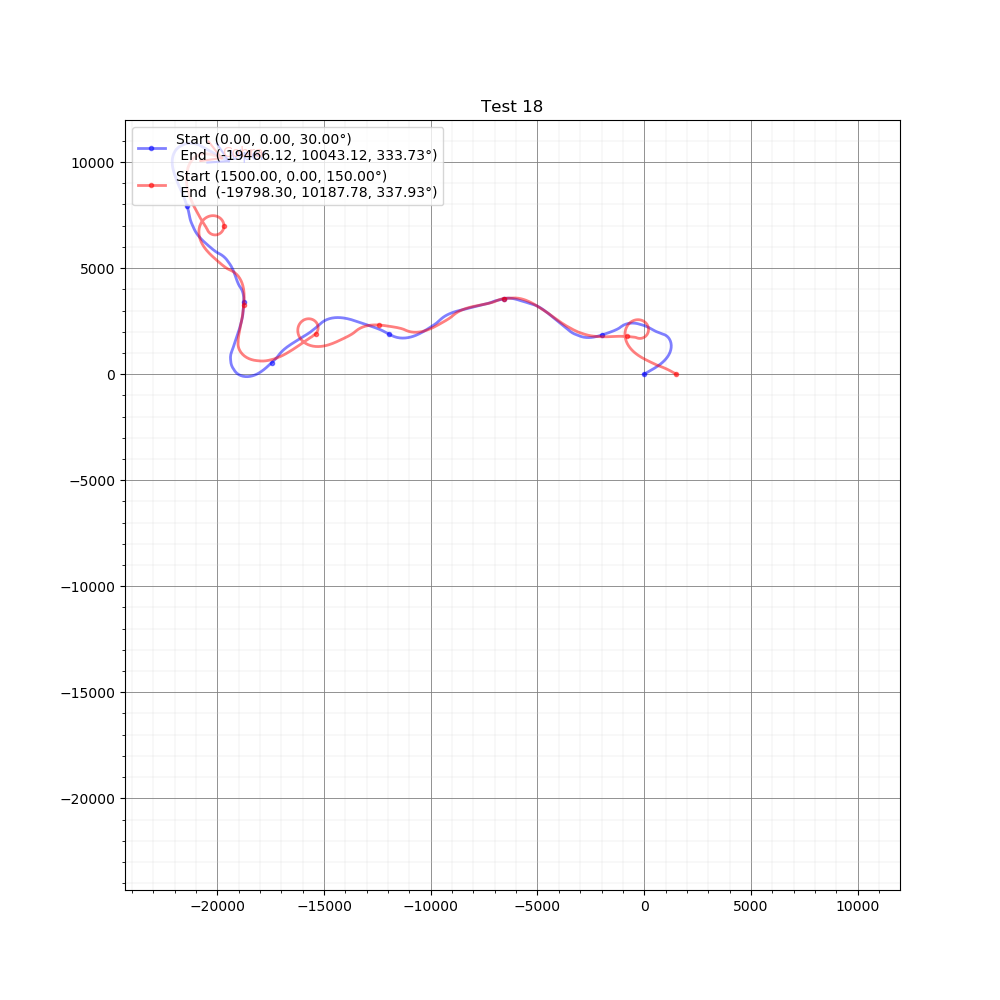 Test 18
Start (0.00, 0.00, 30.00°)
End (-19466.12, 10043.12, 333.73°)
Start (1500.00, 0.00, 150.00°)
End (-19798.30, 10187.78, 337.93°)
10000
5000
0
−5000
−10000
−15000
−20000
−20000 −15000 −10000 −5000 0 5000 10000